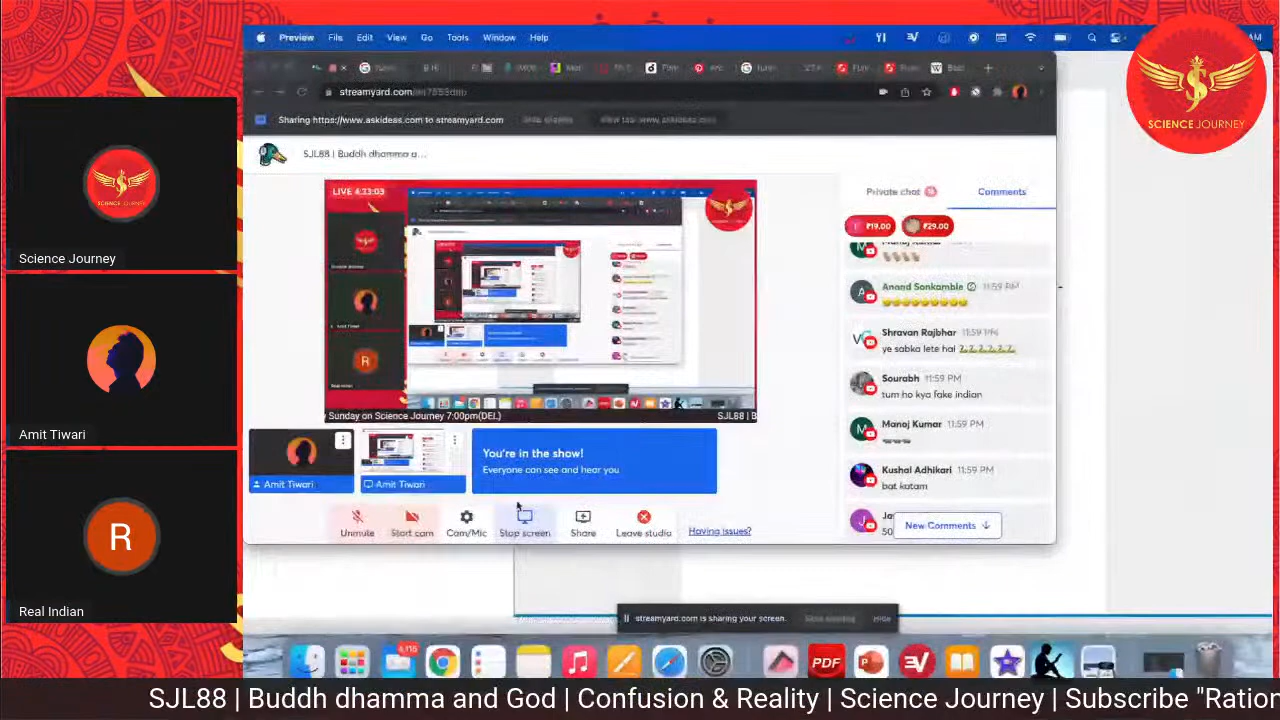 Preview Files Edit View Go Tools Window Help
streamyard.com
Sharing https://www.askideas.com to streamyard.com
SCIENCE JOURNEY
SJL88 | Buddh dhamma a...
LIVE 4:33:03
Private chat
Comments
₹19.00
₹29.00
Anand Sonkamble 11:59 PM
Shravan Rajbhar 11:59 PM
ye sabka lete hai
Sourabh 11:59 PM
tum ho kya fake indian
Manoj Kumar 11:59 PM
Kushal Adhikari 11:59 PM
bat katam
New Comments
Science Journey
Amit Tiwari
R
Real Indian
Sunday on Science Journey 7:00pm(DEL)
SJL88 | B
Amit Tiwari
Amit Tiwari
You're in the show!
Everyone can see and hear you
Unmute
Start cam
Cam/Mic
Stop screen
Share
Leave studio
Having issues?
streamyard.com is sharing your screen.
Hide
PDF
SJL88 | Buddh dhamma and God | Confusion & Reality | Science Journey | Subscribe "Ration